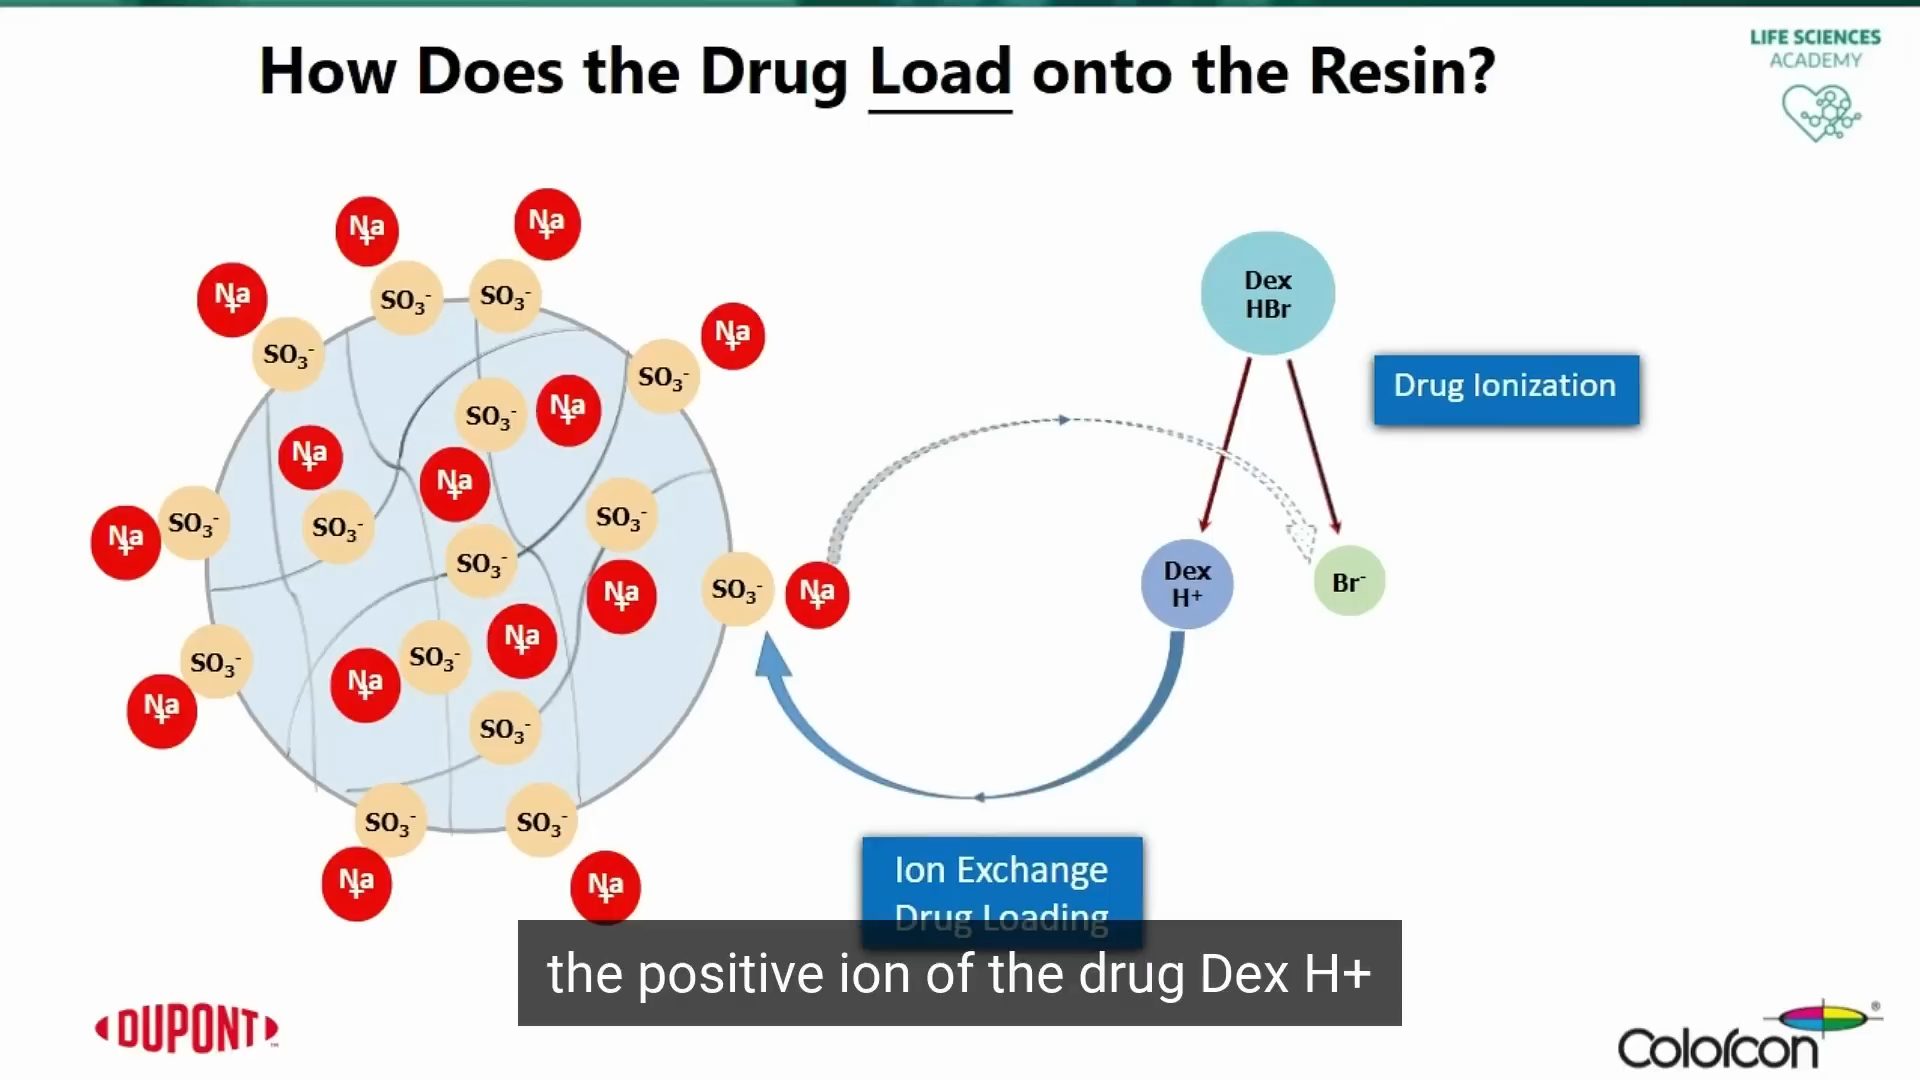 How Does the Drug Load onto the Resin?
LIFE SCIENCES
ACADEMY
Na+
Na+
Na+
SO3-
SO3-
SO3-
Na+
SO3-
SO3-
Na+
Na+
Na+
SO3-
SO3-
SO3-
Na+
SO3-
SO3-
Na+
SO3-
Na+
Na+
SO3-
SO3-
Na+
Na+
SO3-
SO3-
SO3-
Na+
Na+
Dex
HBr
Drug Ionization
Dex
H+
Br-
Ion Exchange
Drug Loading
the positive ion of the drug Dex H+
DUPONT™
Colorcon®